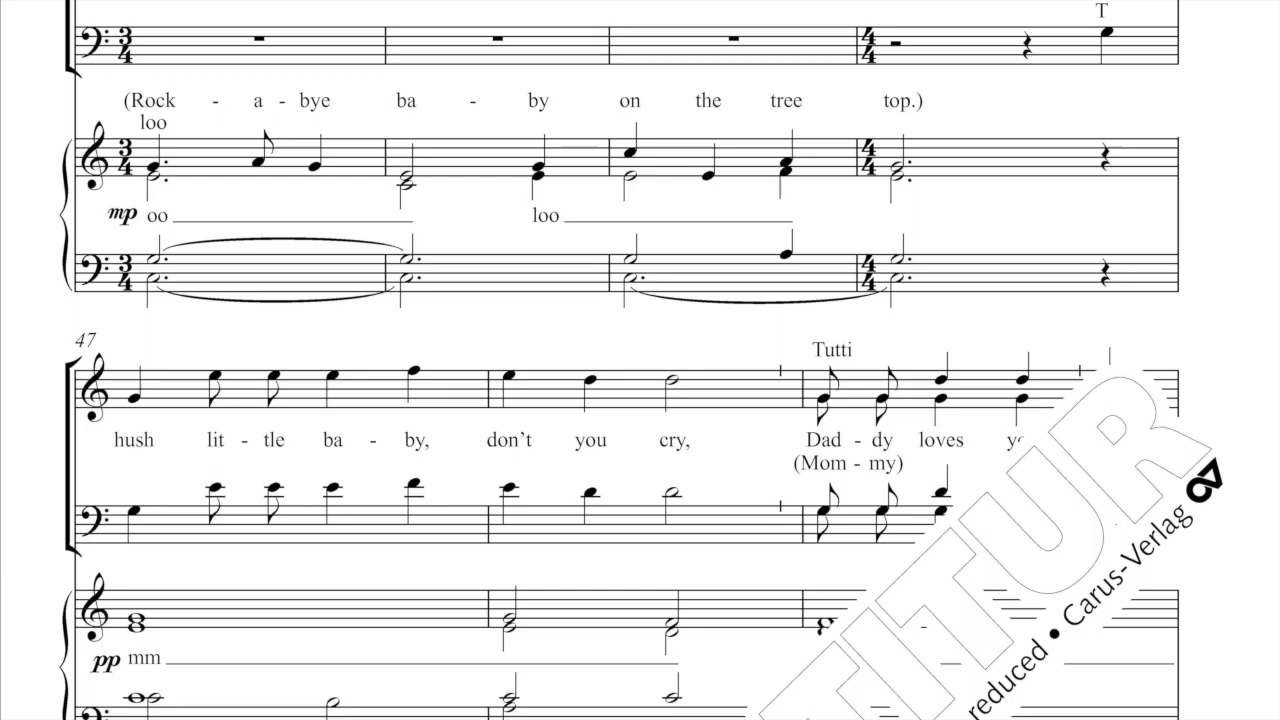 T
(Rock - a - bye ba - by on the tree top.)
loo
mp oo loo
47
Tutti
hush lit - tle ba - by, don't you cry, Dad - dy loves
(Mom - my)
pp mm
TITUR
reduced • Carus-Verlag